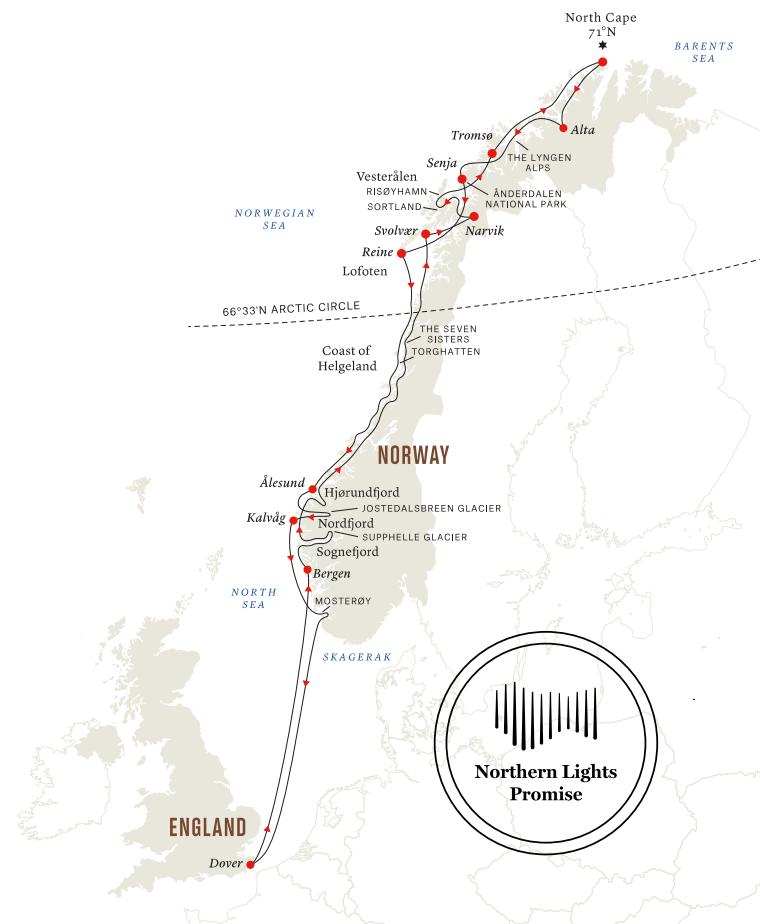 North Cape
71°N
BARENTS
SEA
Tromsø
Alta
THE LYNGEN
ALPS
Senja
Vesterålen
RISØYHAMN
ÅNDERDALEN
NATIONAL PARK
SORTLAND
NORWEGIAN
SEA
Svolvær
Narvik
Reine
Lofoten
66°33'N ARCTIC CIRCLE
THE SEVEN
SISTERS
TORGHATTEN
Coast of
Helgeland
NORWAY
Ålesund
Hjørundfjord
JOSTEDALSBREEN GLACIER
Kalvåg
Nordfjord
SUPPHELLE GLACIER
Sognefjord
Bergen
NORTH
SEA
MOSTERØY
SKAGERAK
Northern Lights
Promise
ENGLAND
Dover